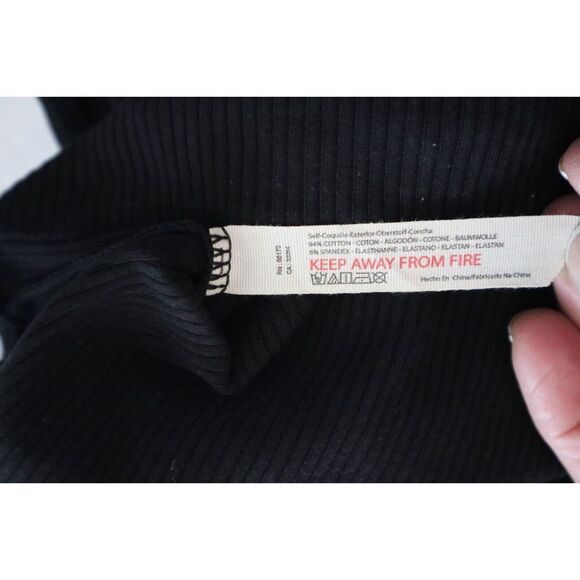 Self-Coquille-Exterior-Oberstoff-Concha
94% COTTON - COTON - ALGODÓN - COTONE - BAUMWOLLE
6% SPANDEX - ELASTHANNE - ELASTANO - ELASTAN - ELASTAN
KEEP AWAY FROM FIRE
Hecho En China/Fabricado Na China